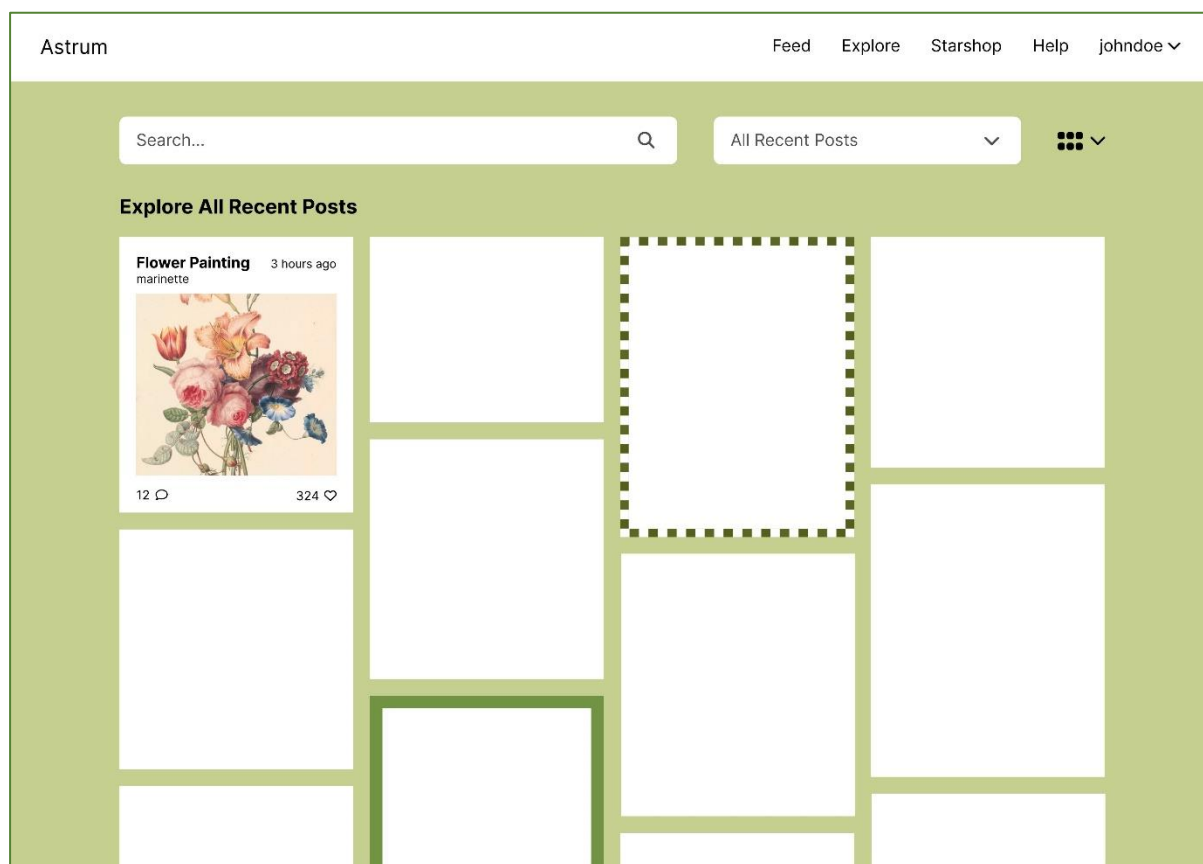 Astrum
Feed Explore Starshop Help johndoe
Search...
All Recent Posts
Explore All Recent Posts
Flower Painting 3 hours ago
marinette
12
324